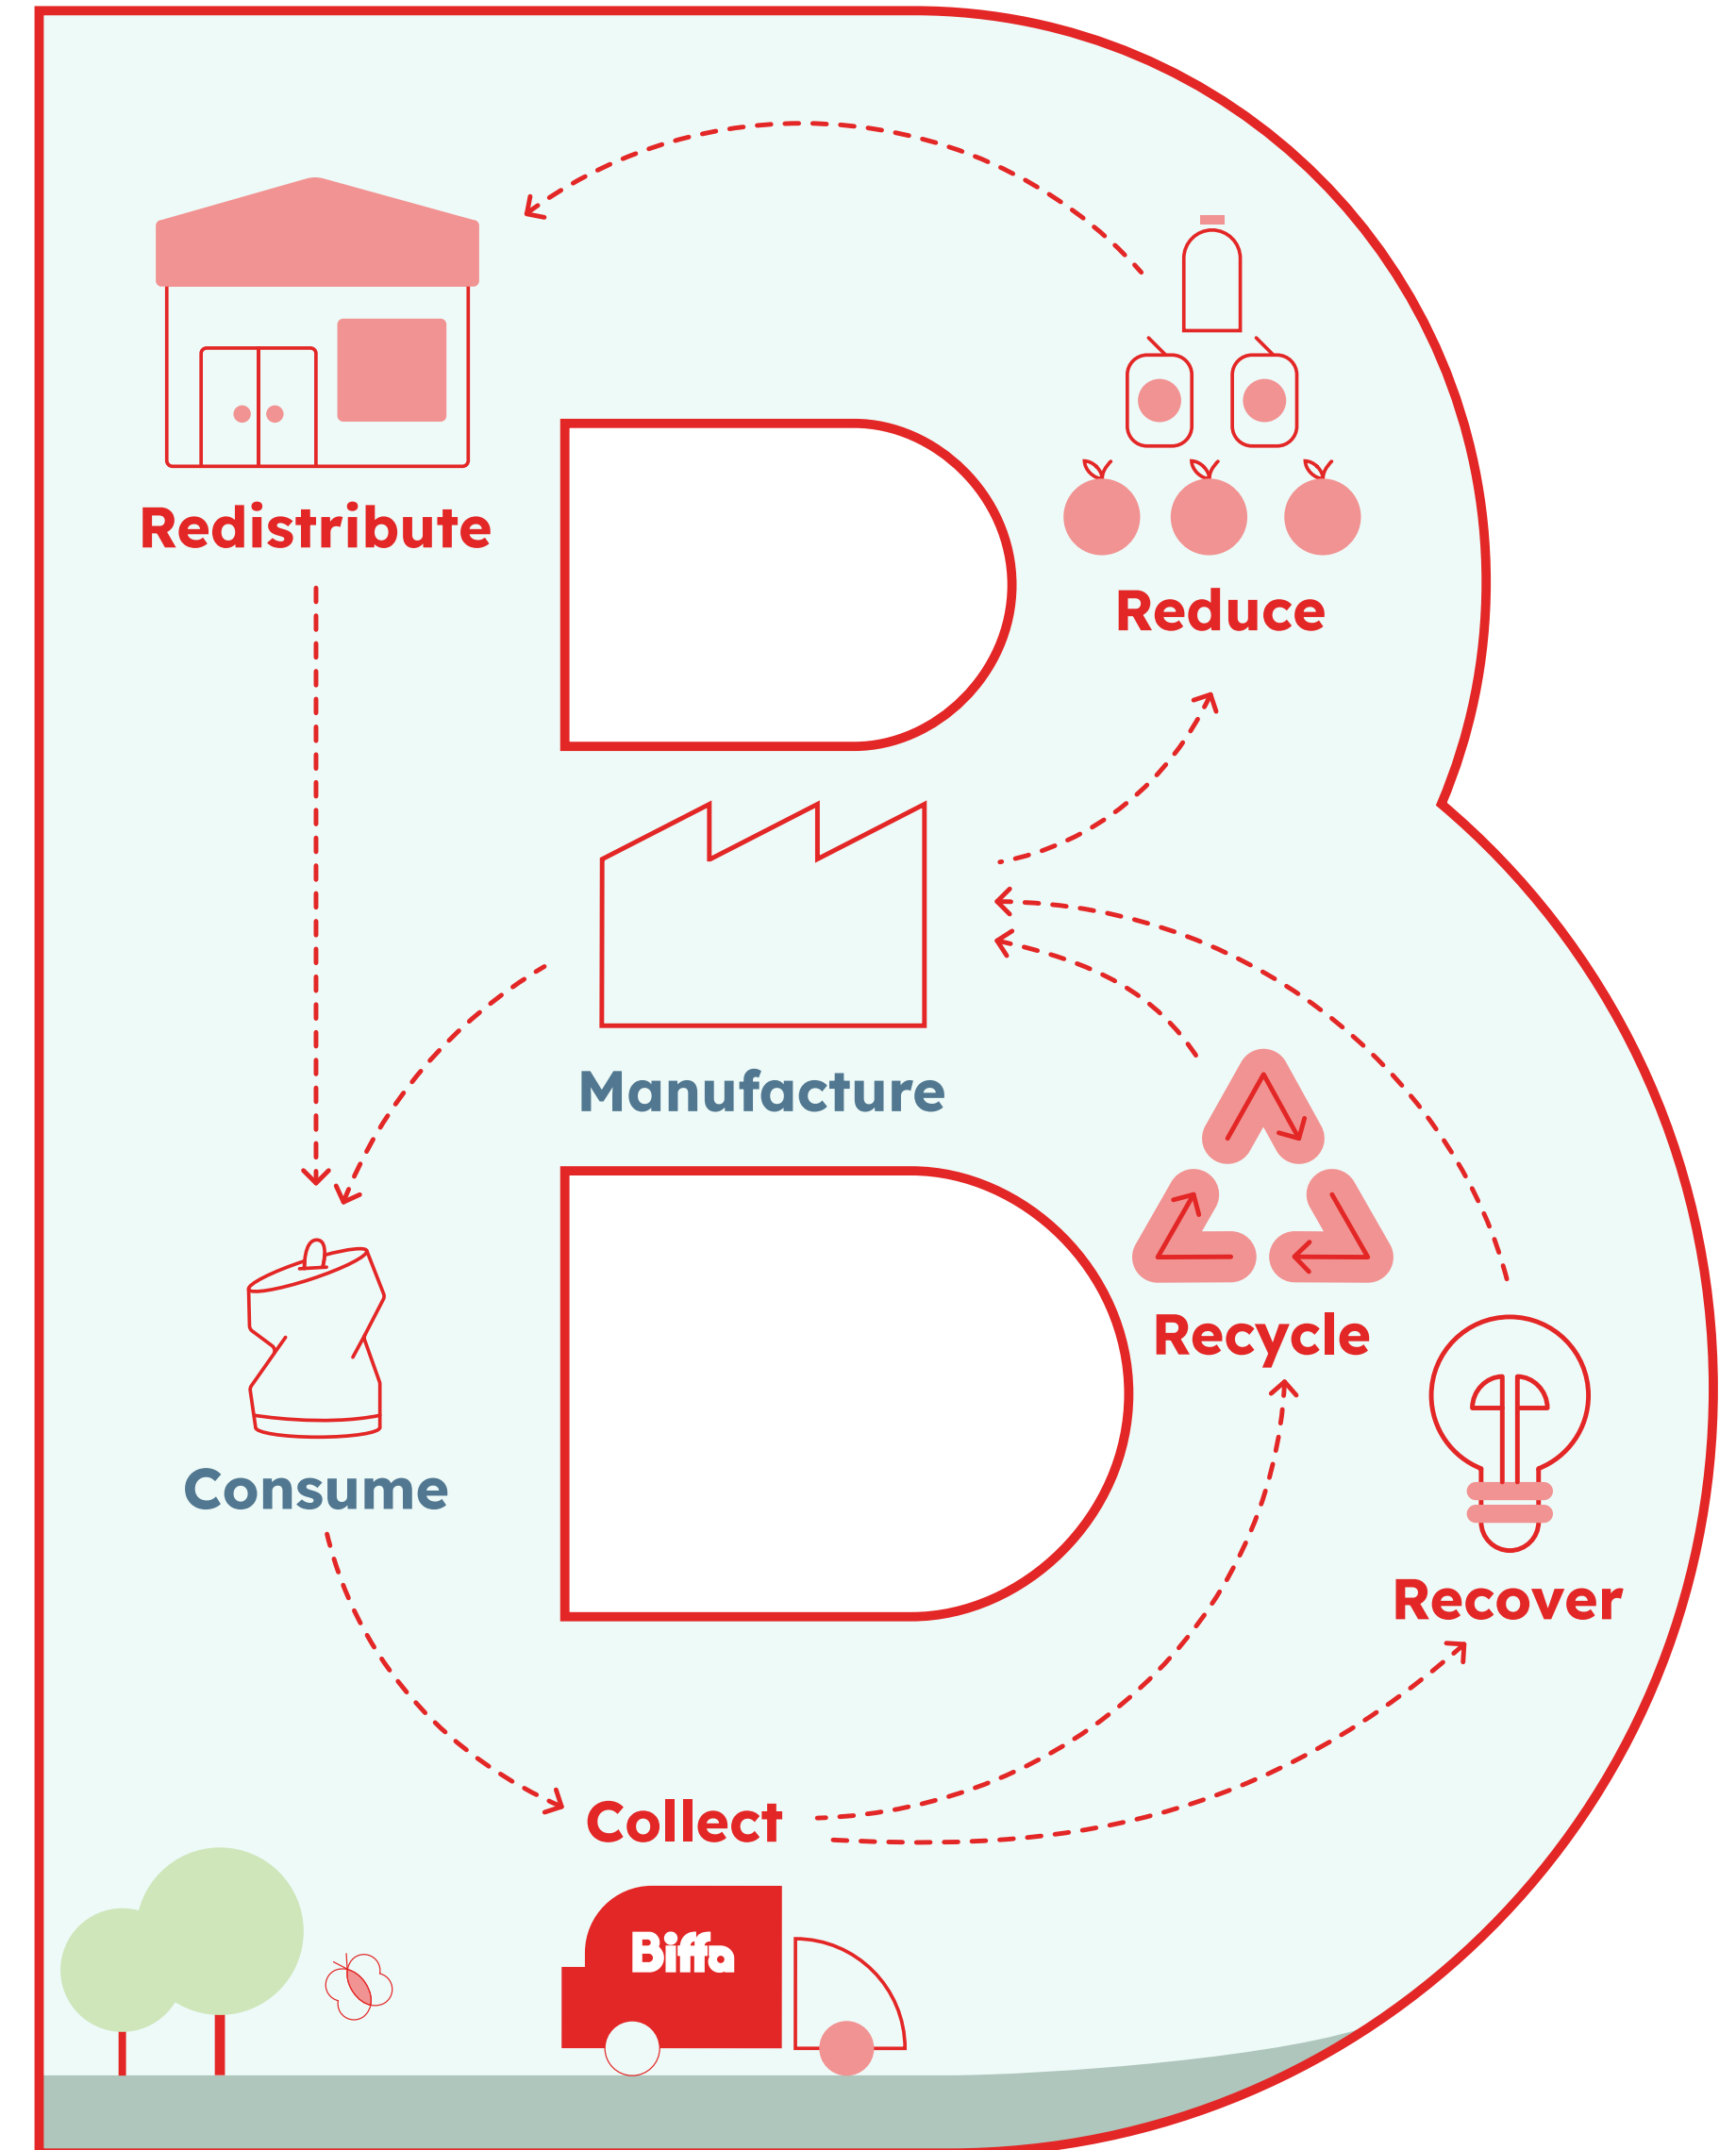 Redistribute
Reduce
Manufacture
Recycle
Consume
Recover
Collect
Biffa